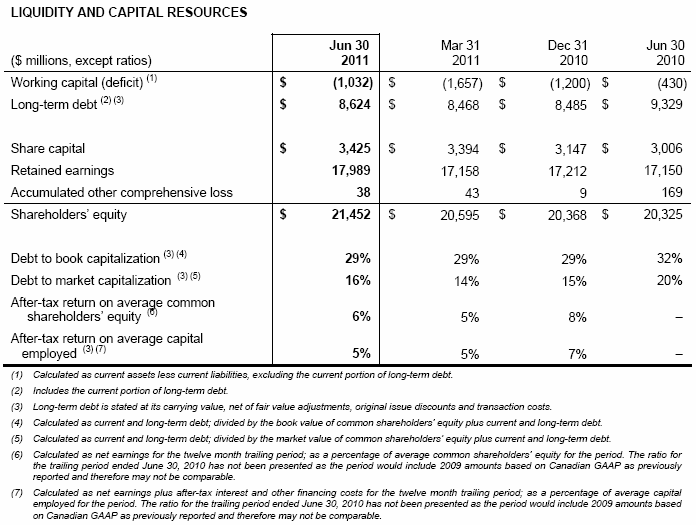 LIQUIDITY AND CAPITAL RESOURCES
Jun 30 Mar 31 Dec 31 Jun 30
($ millions, except ratios) 2011 2011 2010 2010
Working capital (deficit) (1) $ (1,032) $ (1,657) $ (1,200) $ (430)
Long-term debt (2) (3) $ 8,624 $ 8,468 $ 8,485 $ 9,329
Share capital $ 3,425 $ 3,394 $ 3,147 $ 3,006
Retained earnings 17,989 17,158 17,212 17,150
Accumulated other comprehensive loss 38 43 9 169
Shareholders' equity $ 21,452 $ 20,595 $ 20,368 $ 20,325
Debt to book capitalization (3) (4) 29% 29% 29% 32%
Debt to market capitalization (3) (5) 16% 14% 15% 20%
After-tax return on average common
shareholders' equity (6) 6% 5% 8% –
After-tax return on average capital
employed (3) (7) 5% 5% 7% –
(1) Calculated as current assets less current liabilities, excluding the current portion of long-term debt.
(2) Includes the current portion of long-term debt.
(3) Long-term debt is stated at its carrying value, net of fair value adjustments, original issue discounts and transaction costs.
(4) Calculated as current and long-term debt; divided by the book value of common shareholders' equity plus current and long-term debt.
(5) Calculated as current and long-term debt; divided by the market value of common shareholders' equity plus current and long-term debt.
(6) Calculated as net earnings for the twelve month trailing period; as a percentage of average common shareholders' equity for the period. The ratio for
the trailing period ended June 30, 2010 has not been presented as the period would include 2009 amounts based on Canadian GAAP as previously
reported and therefore may not be comparable.
(7) Calculated as net earnings plus after-tax interest and other financing costs for the twelve month trailing period; as a percentage of average capital
employed for the period. The ratio for the trailing period ended June 30, 2010 has not been presented as the period would include 2009 amounts based
on Canadian GAAP as previously reported and therefore may not be comparable.